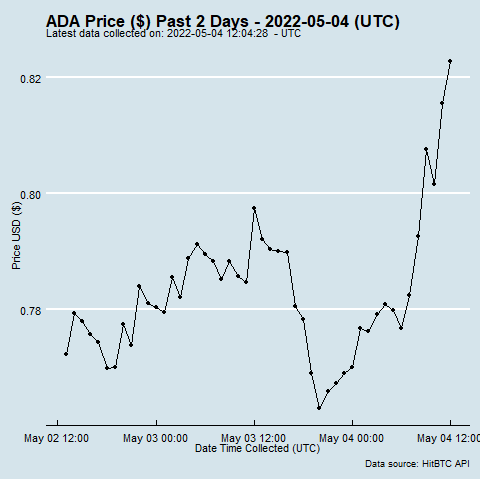 ADA Price ($) Past 2 Days - 2022-05-04 (UTC)
Latest data collected on: 2022-05-04 12:04:28 - UTC
0.82
0.80
0.78
Price USD ($)
May 02 12:00 May 03 00:00 May 03 12:00 May 04 00:00 May 04 12:00
Date Time Collected (UTC)
Data source: HitBTC API